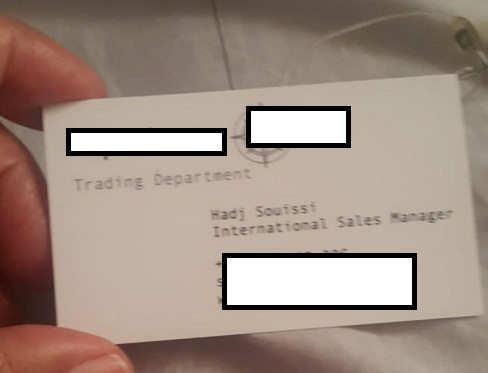 Trading Department
Hadj Souissi
International Sales Manager